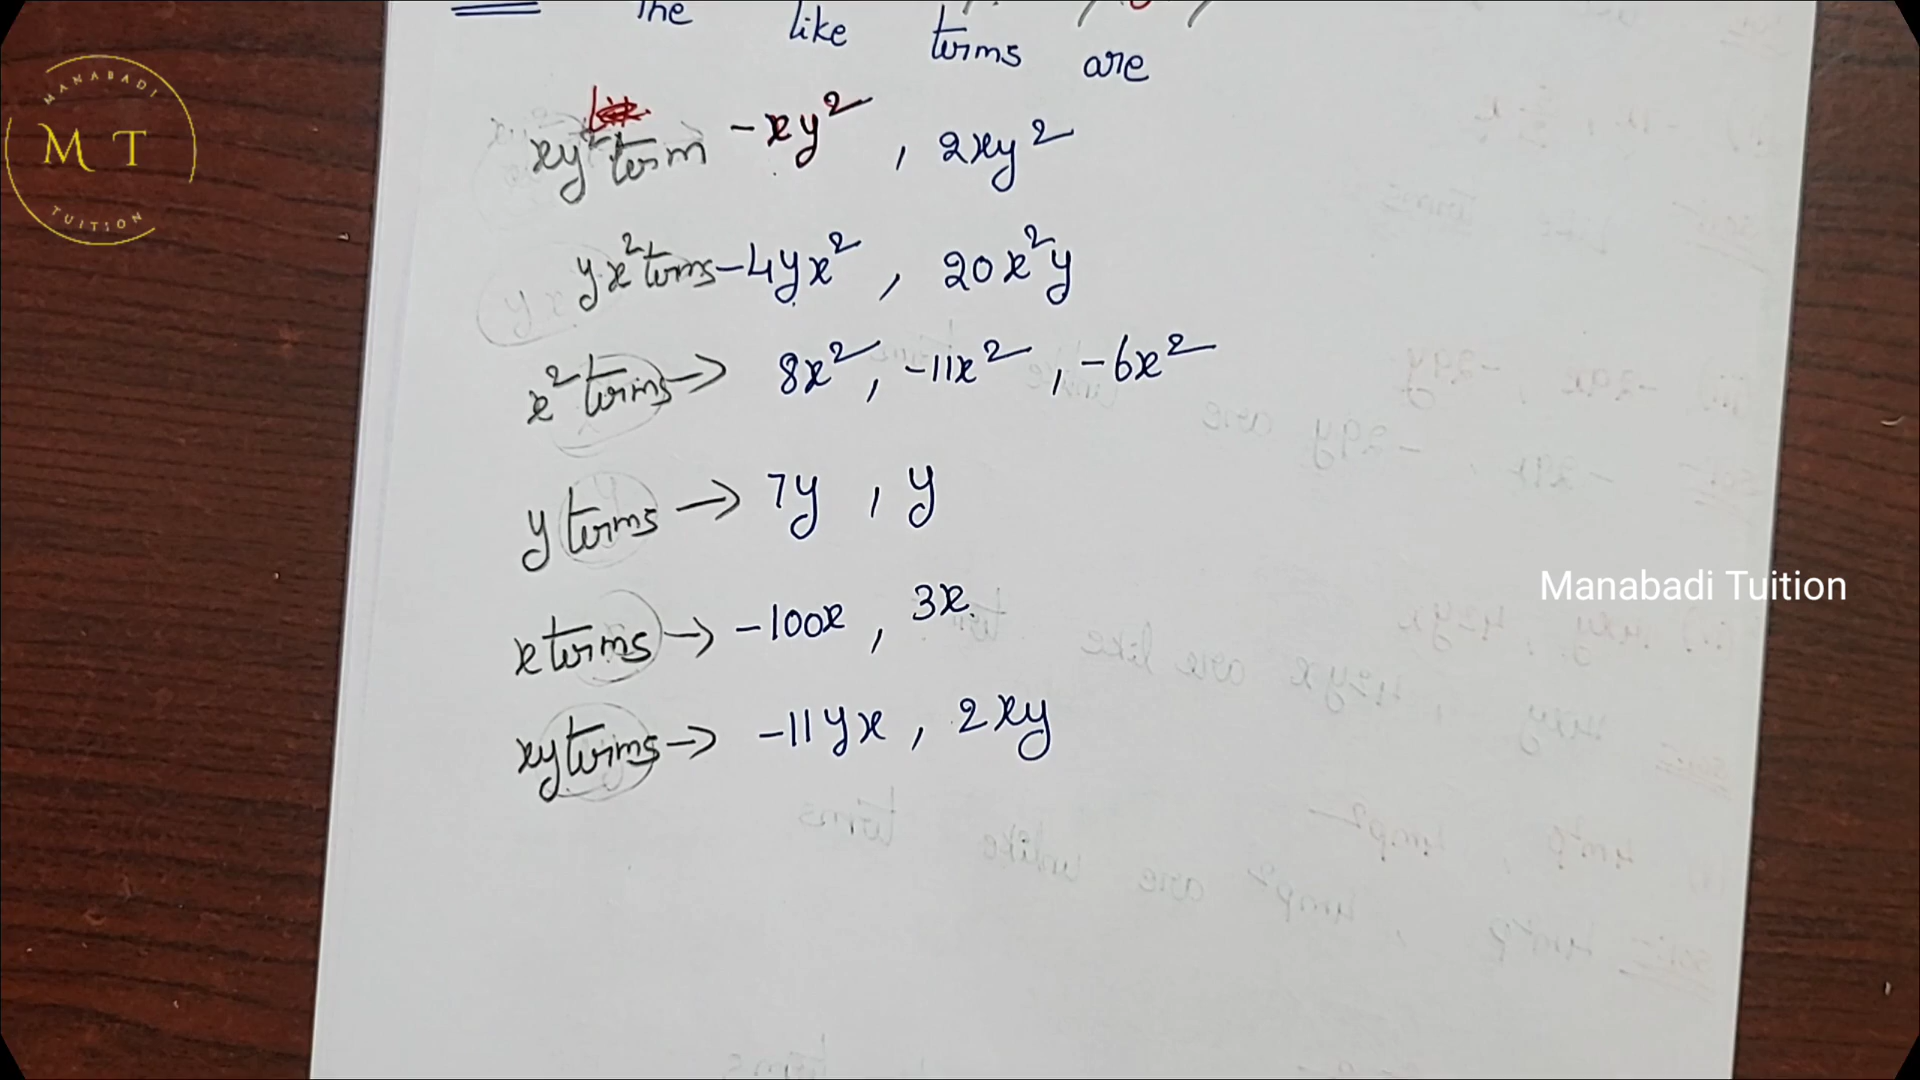 The like terms are
xy² term → -xy² , 2xy²
yx² terms -4yx² , 20x²y
x² terms → 8x² , -11x² , -6x²
y terms → 7y , y
x terms → -100x , 3x
xy terms → -11yx , 2xy
MANABADI
MT
TUITION
Manabadi Tuition